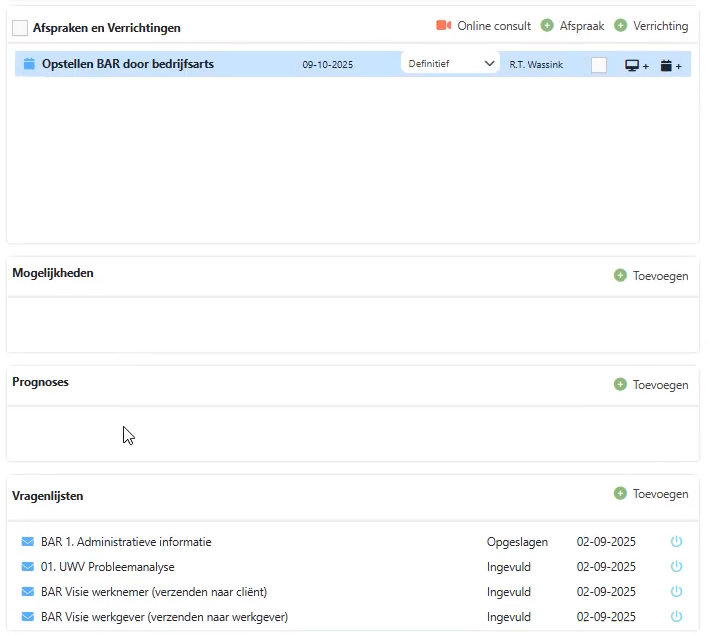 Afspraken en Verrichtingen Online consult Afspraak Verrichting
Opstellen BAR door bedrijfsarts 09-10-2025 Definitief R.T. Wassink + +
Mogelijkheden Toevoegen
Prognoses Toevoegen
Vragenlijsten Toevoegen
BAR 1. Administratieve informatie Opgeslagen 02-09-2025
01. UWV Probleemanalyse Ingevuld 02-09-2025
BAR Visie werknemer (verzenden naar cliënt) Ingevuld 02-09-2025
BAR Visie werkgever (verzenden naar werkgever) Ingevuld 02-09-2025